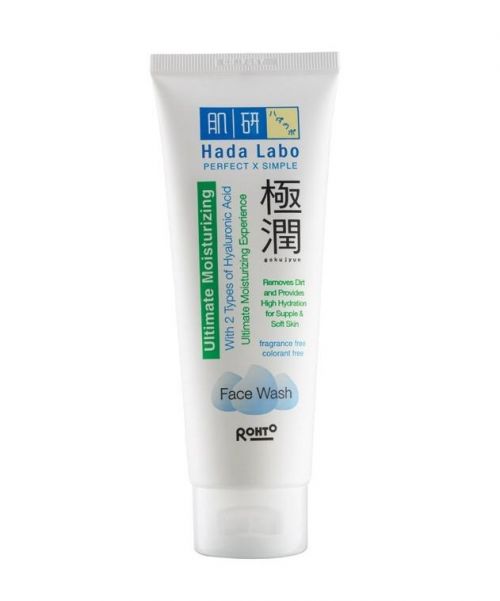 肌研
ハダラボ
Hada Labo
PERFECT X SIMPLE
極潤
gokujyun
Ultimate Moisturizing
With 2 Types of Hyaluronic Acid
Ultimate Moisturizing Experience
Removes Dirt
and Provides
High Hydration
for Supple &
Soft Skin
fragrance free
colorant free
Face Wash
ROHTO